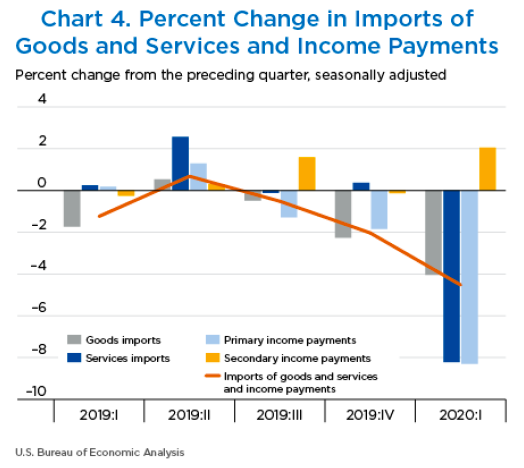 Chart 4. Percent Change in Imports of
Goods and Services and Income Payments
Percent change from the preceding quarter, seasonally adjusted
4
2
0
–2
–4
–6
–8
–10
Goods imports
Services imports
Primary income payments
Secondary income payments
Imports of goods and services
and income payments
2019:I 2019:II 2019:III 2019:IV 2020:I
U.S. Bureau of Economic Analysis